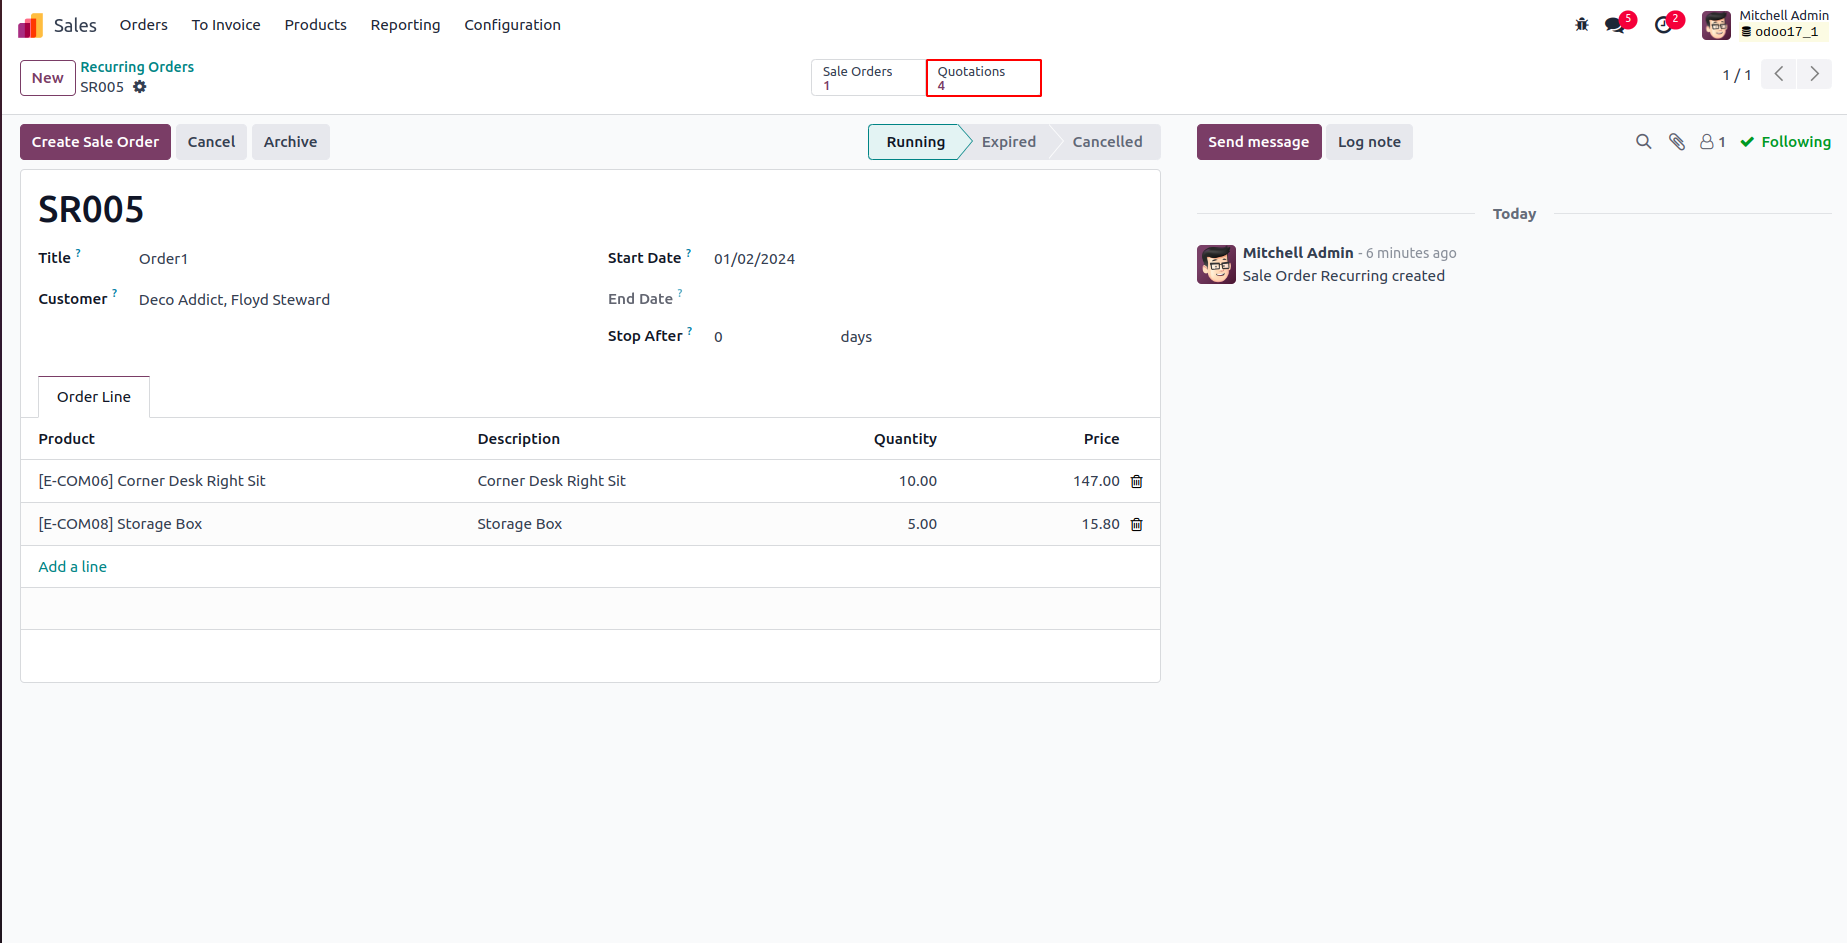 Sales Orders To Invoice Products Reporting Configuration 5 2 Mitchell Admin
odoo17_1
New Recurring Orders
SR005
Sale Orders
1
Quotations
4
1 / 1
Create Sale Order Cancel Archive Running Expired Cancelled Send message Log note 1 Following
SR005
Title ? Order1
Customer ? Deco Addict, Floyd Steward
Start Date ? 01/02/2024
End Date ?
Stop After ? 0 days
Order Line
Product Description Quantity Price
[E-COM06] Corner Desk Right Sit Corner Desk Right Sit 10.00 147.00
[E-COM08] Storage Box Storage Box 5.00 15.80
Add a line
Today
Mitchell Admin - 6 minutes ago
Sale Order Recurring created